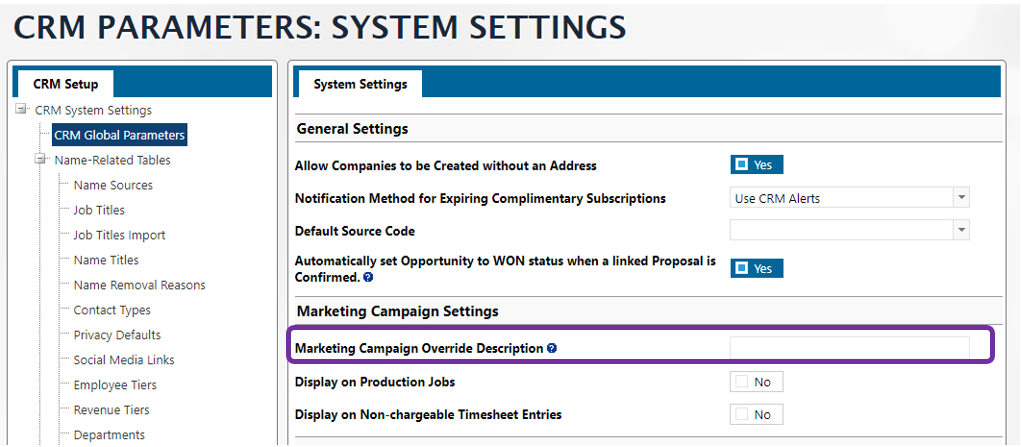 CRM PARAMETERS: SYSTEM SETTINGS
CRM Setup
CRM System Settings
CRM Global Parameters
Name-Related Tables
Name Sources
Job Titles
Job Titles Import
Name Titles
Name Removal Reasons
Contact Types
Privacy Defaults
Social Media Links
Employee Tiers
Revenue Tiers
Departments
System Settings
General Settings
Allow Companies to be Created without an Address
Yes
Notification Method for Expiring Complimentary Subscriptions
Use CRM Alerts
Default Source Code
Automatically set Opportunity to WON status when a linked Proposal is
Confirmed. ?
Yes
Marketing Campaign Settings
Marketing Campaign Override Description ?
Display on Production Jobs
No
Display on Non-chargeable Timesheet Entries
No